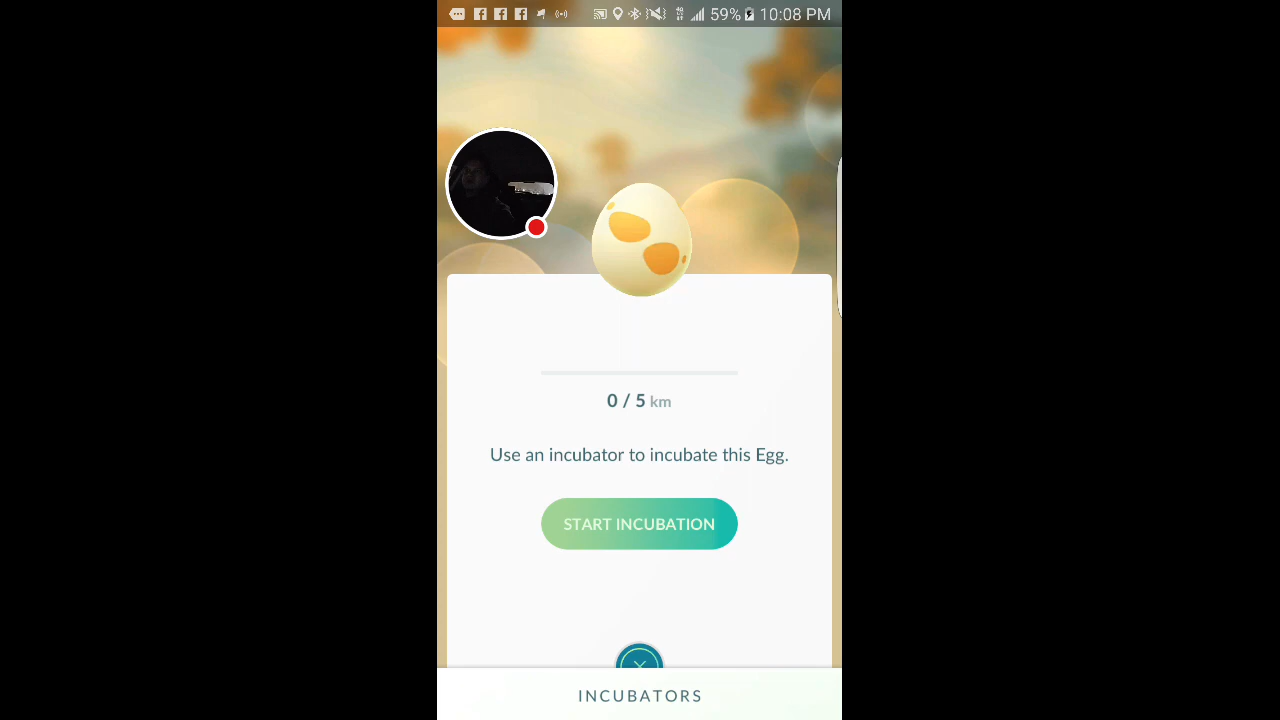 59% 10:08 PM
0 / 5 km
Use an incubator to incubate this Egg.
START INCUBATION
INCUBATORS